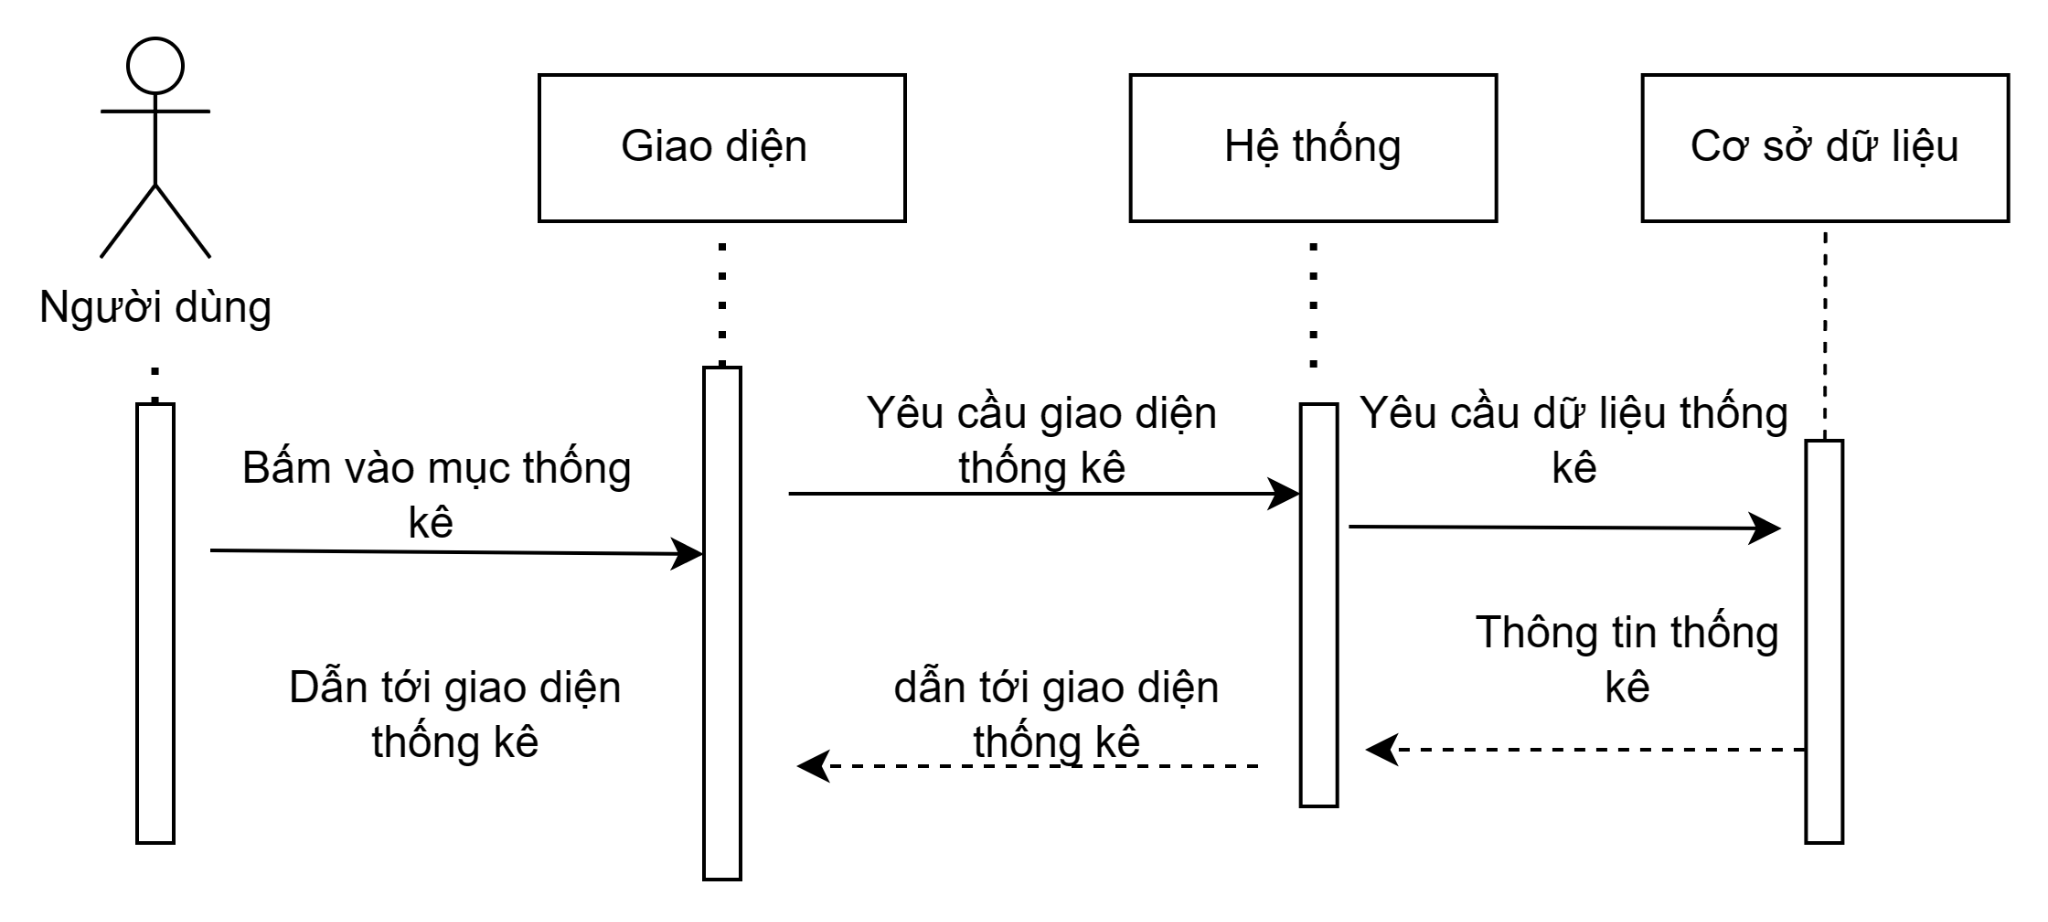 Người dùng
Giao diện
Hệ thống
Cơ sở dữ liệu
Bấm vào mục thống
kê
Yêu cầu giao diện
thống kê
Yêu cầu dữ liệu thống
kê
Thông tin thống
kê
dẫn tới giao diện
thống kê
Dẫn tới giao diện
thống kê